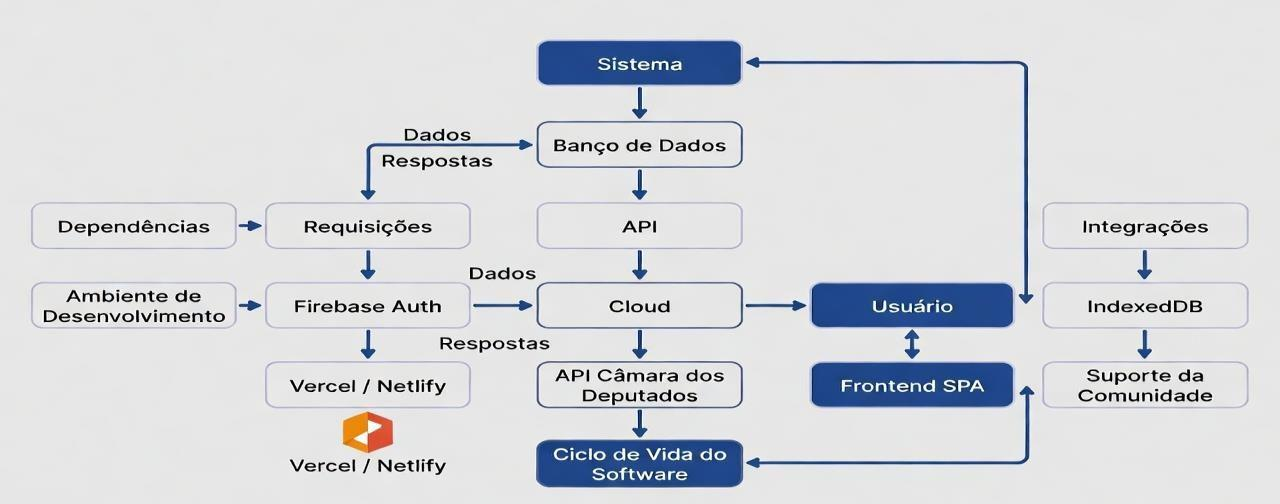 Sistema
Dados
Respostas
Banço de Dados
Dependências
Requisições
API
Integrações
Ambiente de
Desenvolvimento
Firebase Auth
Dados
Respostas
Cloud
Usuário
IndexedDB
Vercel / Netlify
API Câmara dos
Deputados
Frontend SPA
Suporte da
Comunidade
Vercel / Netlify
Ciclo de Vida do
Software